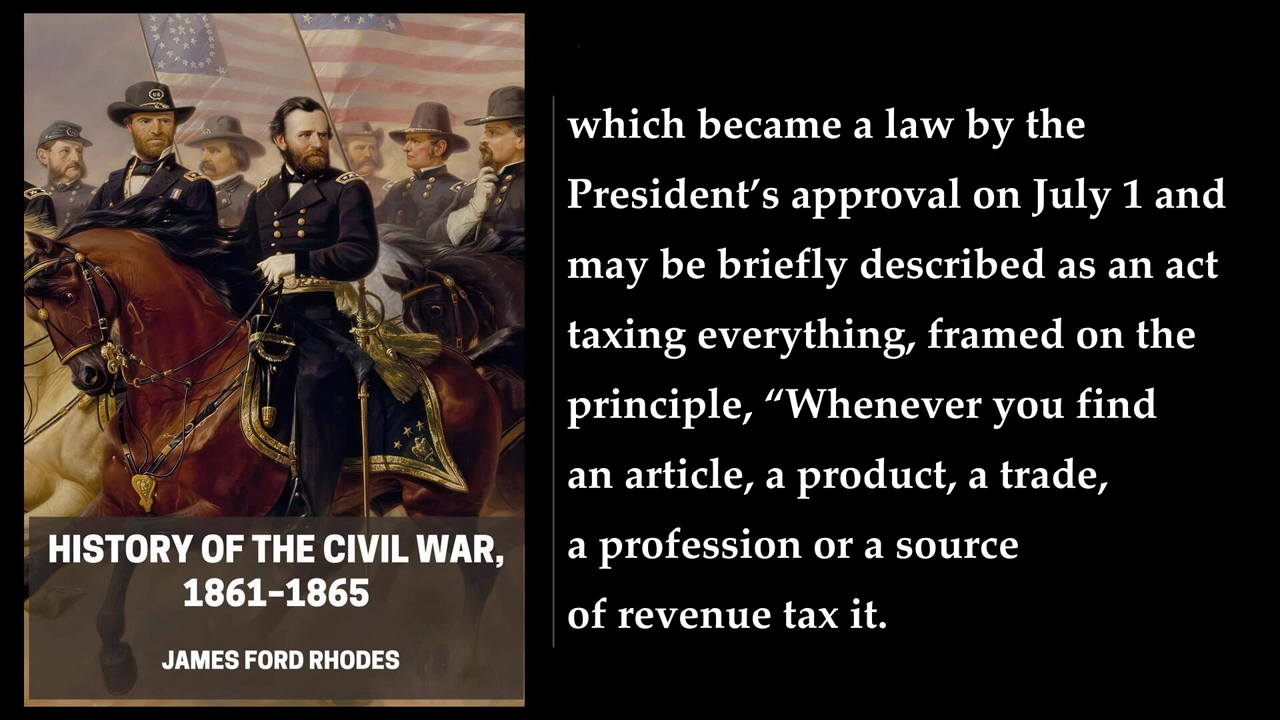 HISTORY OF THE CIVIL WAR,
1861–1865
JAMES FORD RHODES
which became a law by the
President’s approval on July 1 and
may be briefly described as an act
taxing everything, framed on the
principle, “Whenever you find
an article, a product, a trade,
a profession or a source
of revenue tax it.